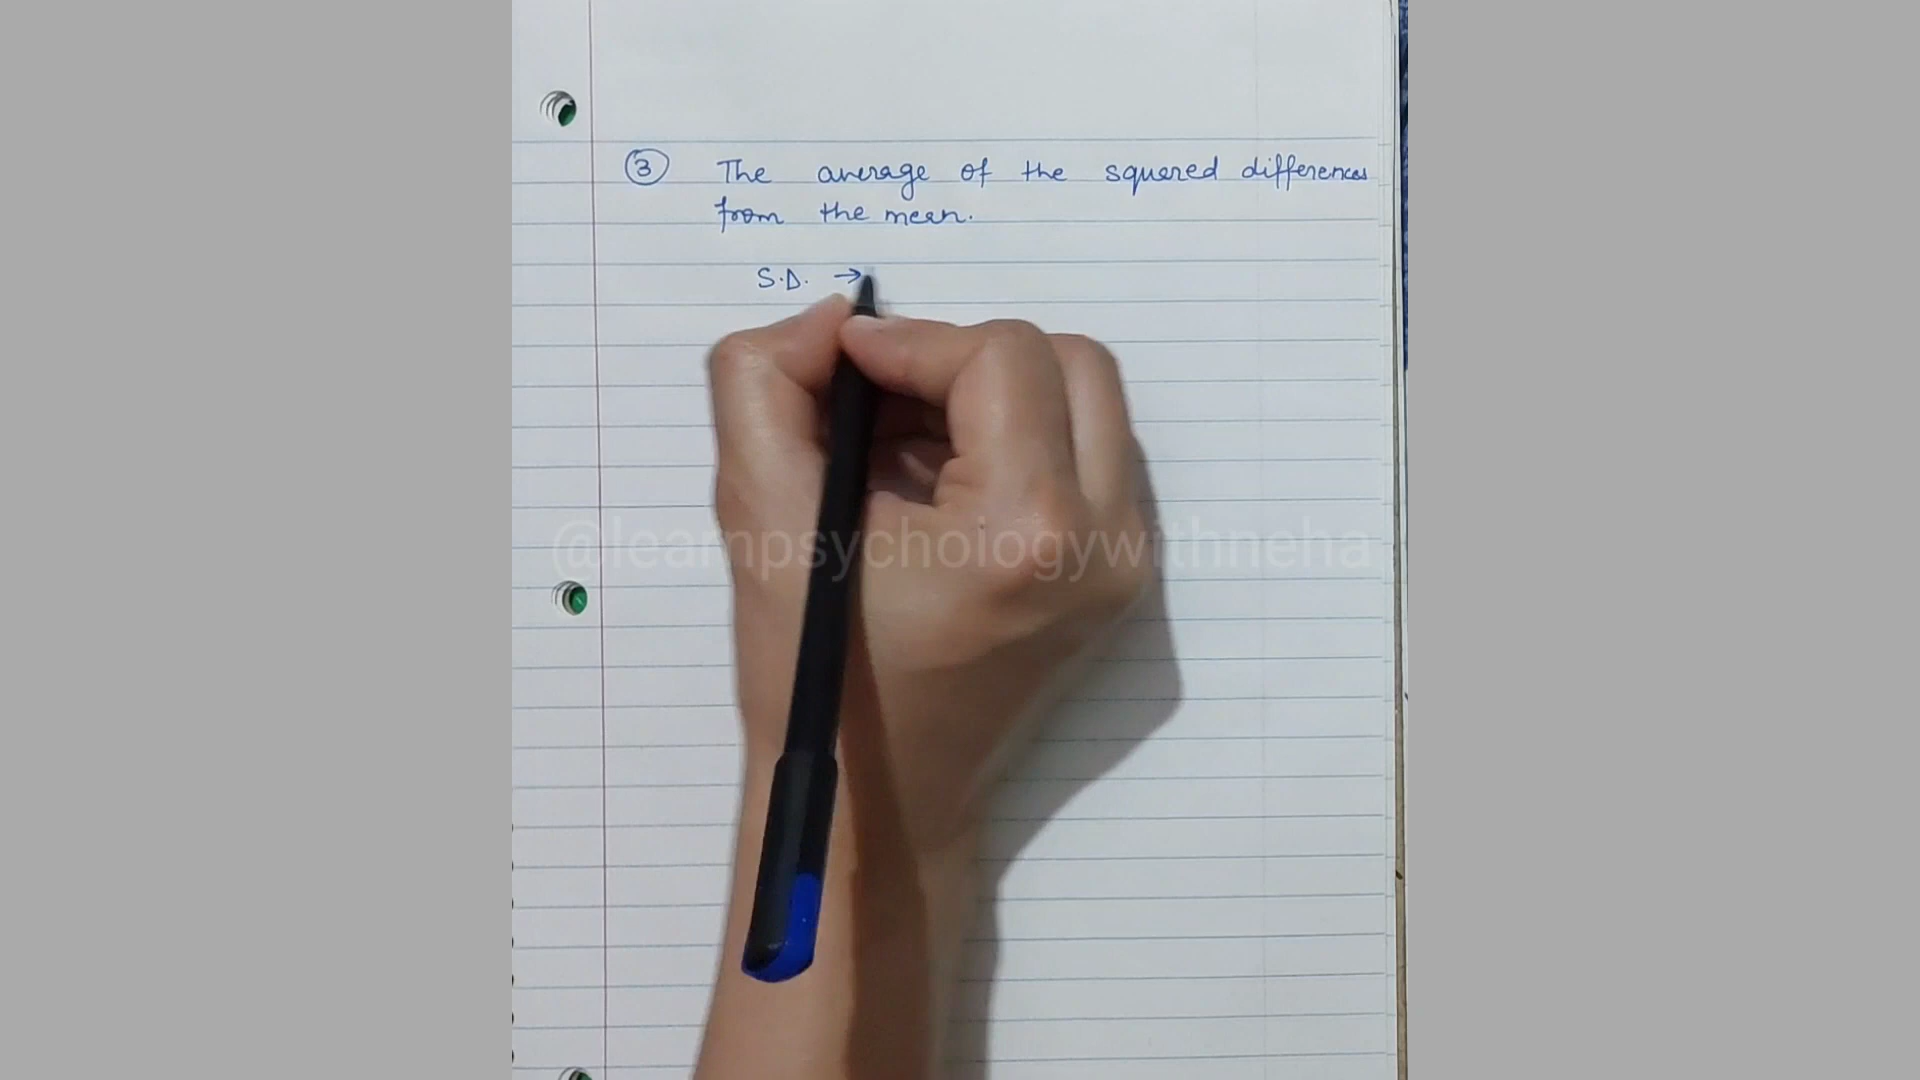 3 The average of the squared differences
from the mean.
S.D. →
@learnpsychologywithneha